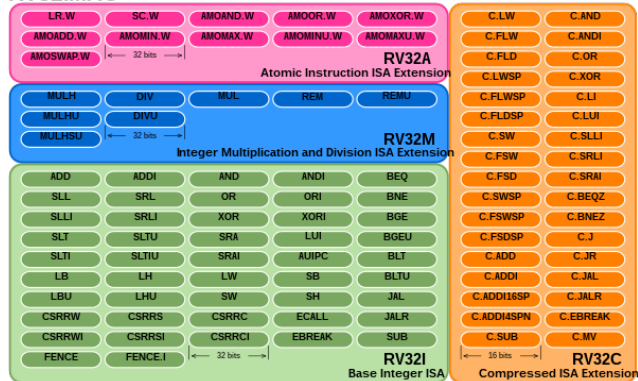 LR.W SC.W AMOAND.W AMOOR.W AMOXOR.W
AMOADD.W AMOMIN.W AMOMAX.W AMOMINU.W AMOMAXU.W
AMOSWAP.W 32 bits RV32A
Atomic Instruction ISA Extension
MULH DIV MUL REM REMU
MULHU DIVU
MULHSU 32 bits RV32M
Integer Multiplication and Division ISA Extension
ADD ADDI AND ANDI BEQ
SLL SRL OR ORI BNE
SLLI SRLI XOR XORI BGE
SLT SLTU SRA LUI BGEU
SLTI SLTIU SRAI AUIPC BLT
LB LH LW SB BLTU
LBU LHU SW SH JAL
CSRRW CSRRS CSRRC ECALL JALR
CSRRWI CSRRSI CSRRCI EBREAK SUB
FENCE FENCE.I 32 bits RV32I
Base Integer ISA
C.LW C.AND
C.FLW C.ANDI
C.FLD C.OR
C.LWSP C.XOR
C.FLWSP C.LI
C.FLDSP C.LUI
C.SW C.SLLI
C.FSW C.SRLI
C.FSD C.SRAI
C.SWSP C.BEQZ
C.FSWSP C.BNEZ
C.FSDSP C.J
C.ADD C.JR
C.ADDI C.JAL
C.ADDI16SP C.JALR
C.ADDI4SPN C.EBREAK
C.SUB C.MV
16 bits RV32C
Compressed ISA Extension